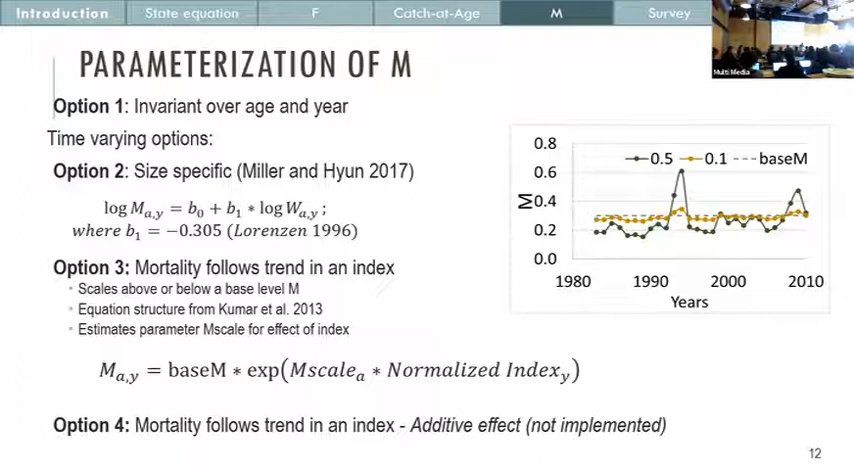 Introduction State equation F Catch-at-Age M Survey
Multi Media
PARAMETERIZATION OF M
Option 1: Invariant over age and year
Time varying options:
Option 2: Size specific (Miller and Hyun 2017)
log M_{a,y} = b_0 + b_1 * log W_{a,y} ;
where b_1 = −0.305 (Lorenzen 1996)
Option 3: Mortality follows trend in an index
• Scales above or below a base level M
• Equation structure from Kumar et al. 2013
• Estimates parameter Mscale for effect of index
M_{a,y} = baseM * exp(Mscale_a * Normalized Index_y)
Option 4: Mortality follows trend in an index - Additive effect (not implemented)
0.8
0.6
0.4
0.2
0.0
M
0.5 0.1 baseM
1980 1990 2000 2010
Years
12